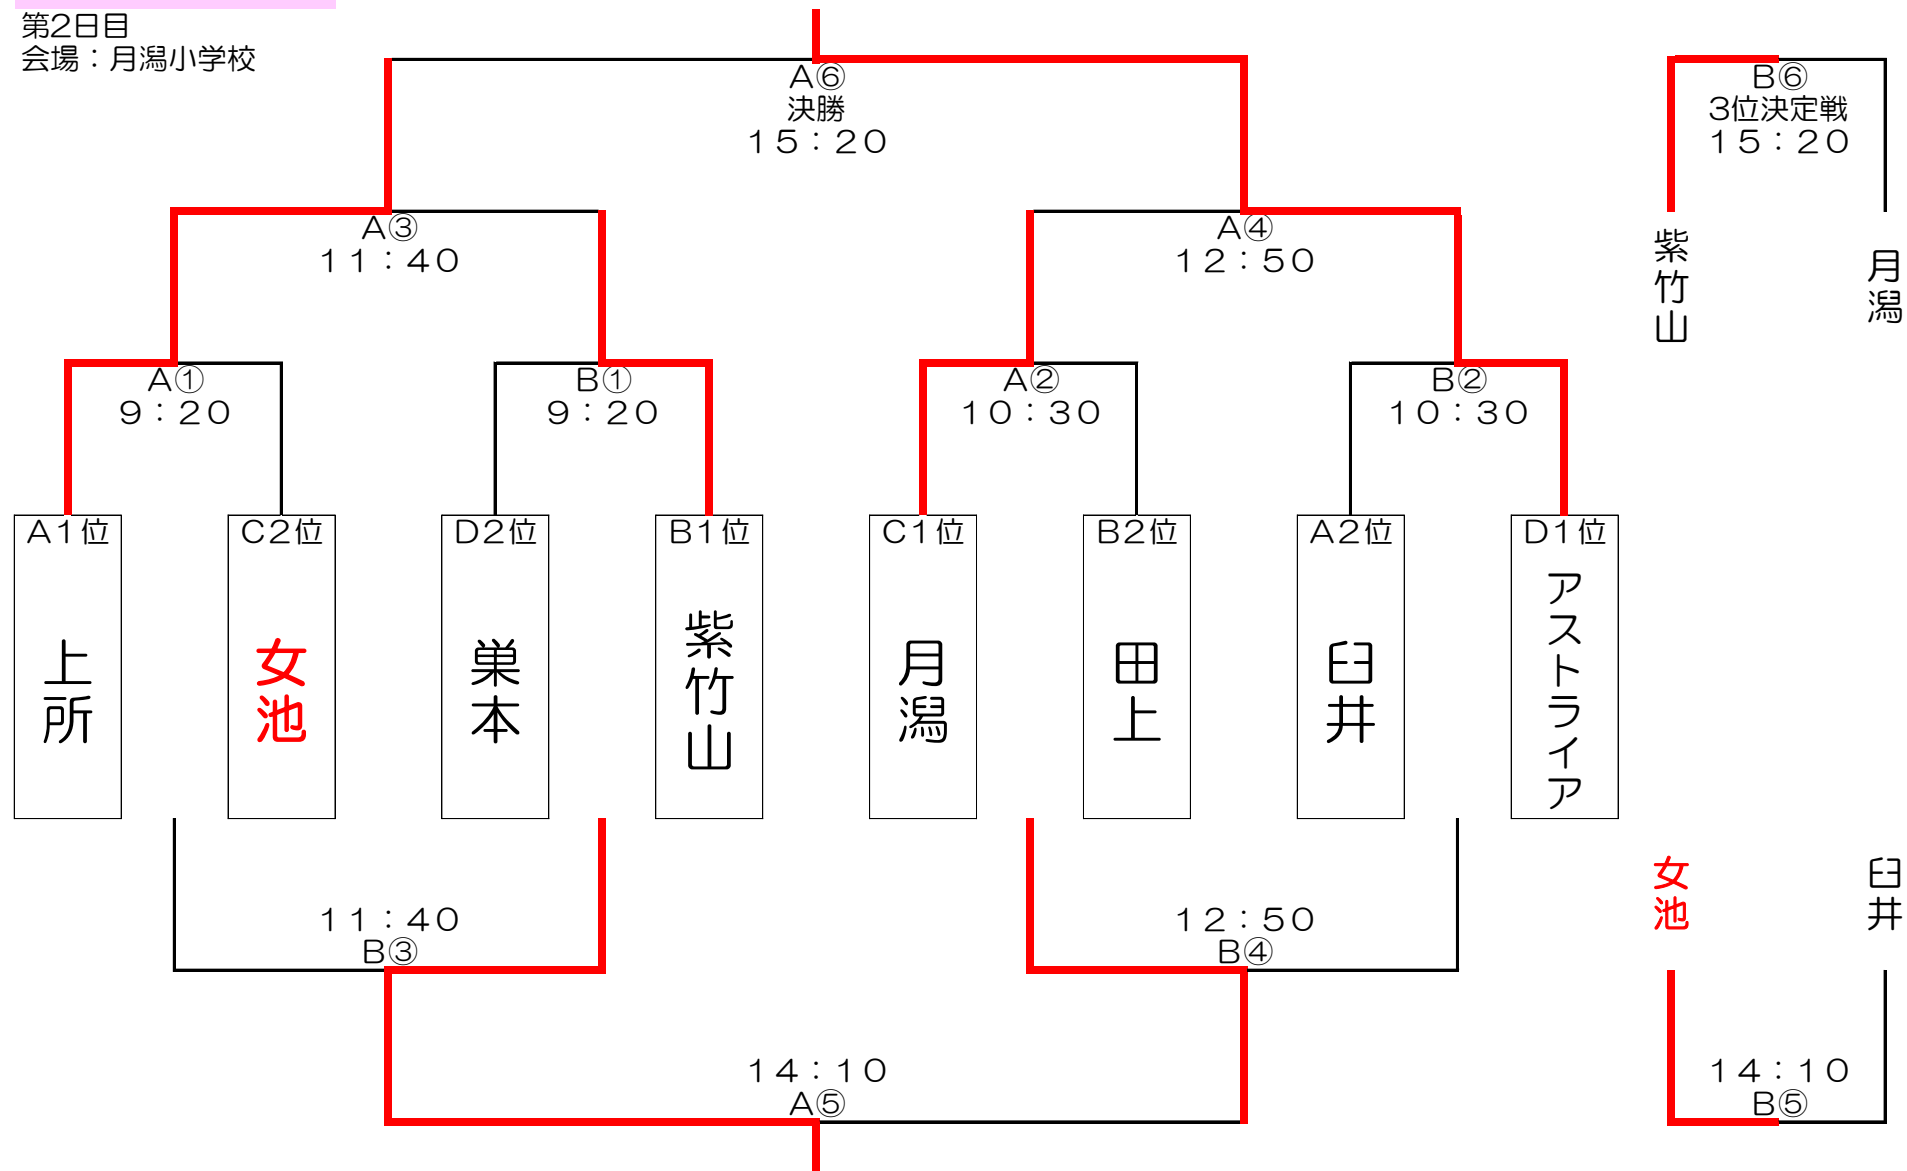 第2日目
会場：月潟小学校
A⑥
決勝
１５：２０
B⑥
3位決定戦
１５：２０
A③
１１：４０
A④
１２：５０
紫竹山
月潟
A①
９：２０
B①
９：２０
A②
１０：３０
B②
１０：３０
A１位
上所
C2位
女池
D2位
巣本
B１位
紫竹山
C１位
月潟
B2位
田上
A2位
臼井
D１位
アストライア
女池
臼井
１１：４０
B③
１２：５０
B④
１４：１０
A⑤
１４：１０
B⑤